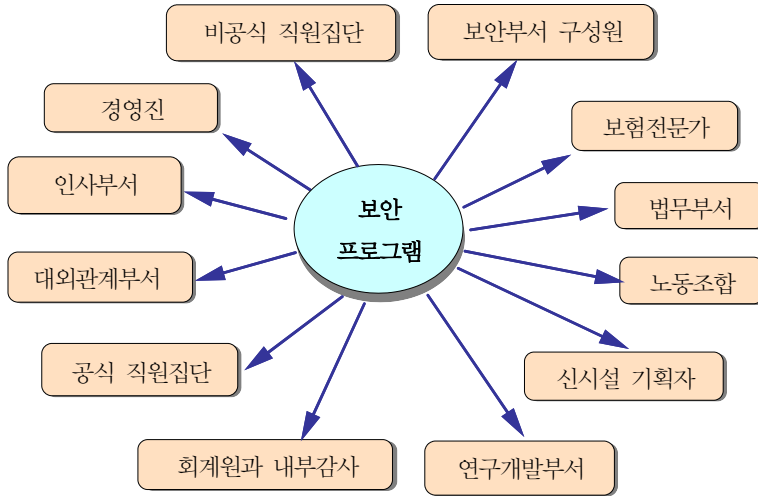 비공식 직원집단
보안부서 구성원
경영진
보험전문가
인사부서
법무부서
보안
프로그램
대외관계부서
노동조합
공식 직원집단
신시설 기획자
회계원과 내부감사
연구개발부서